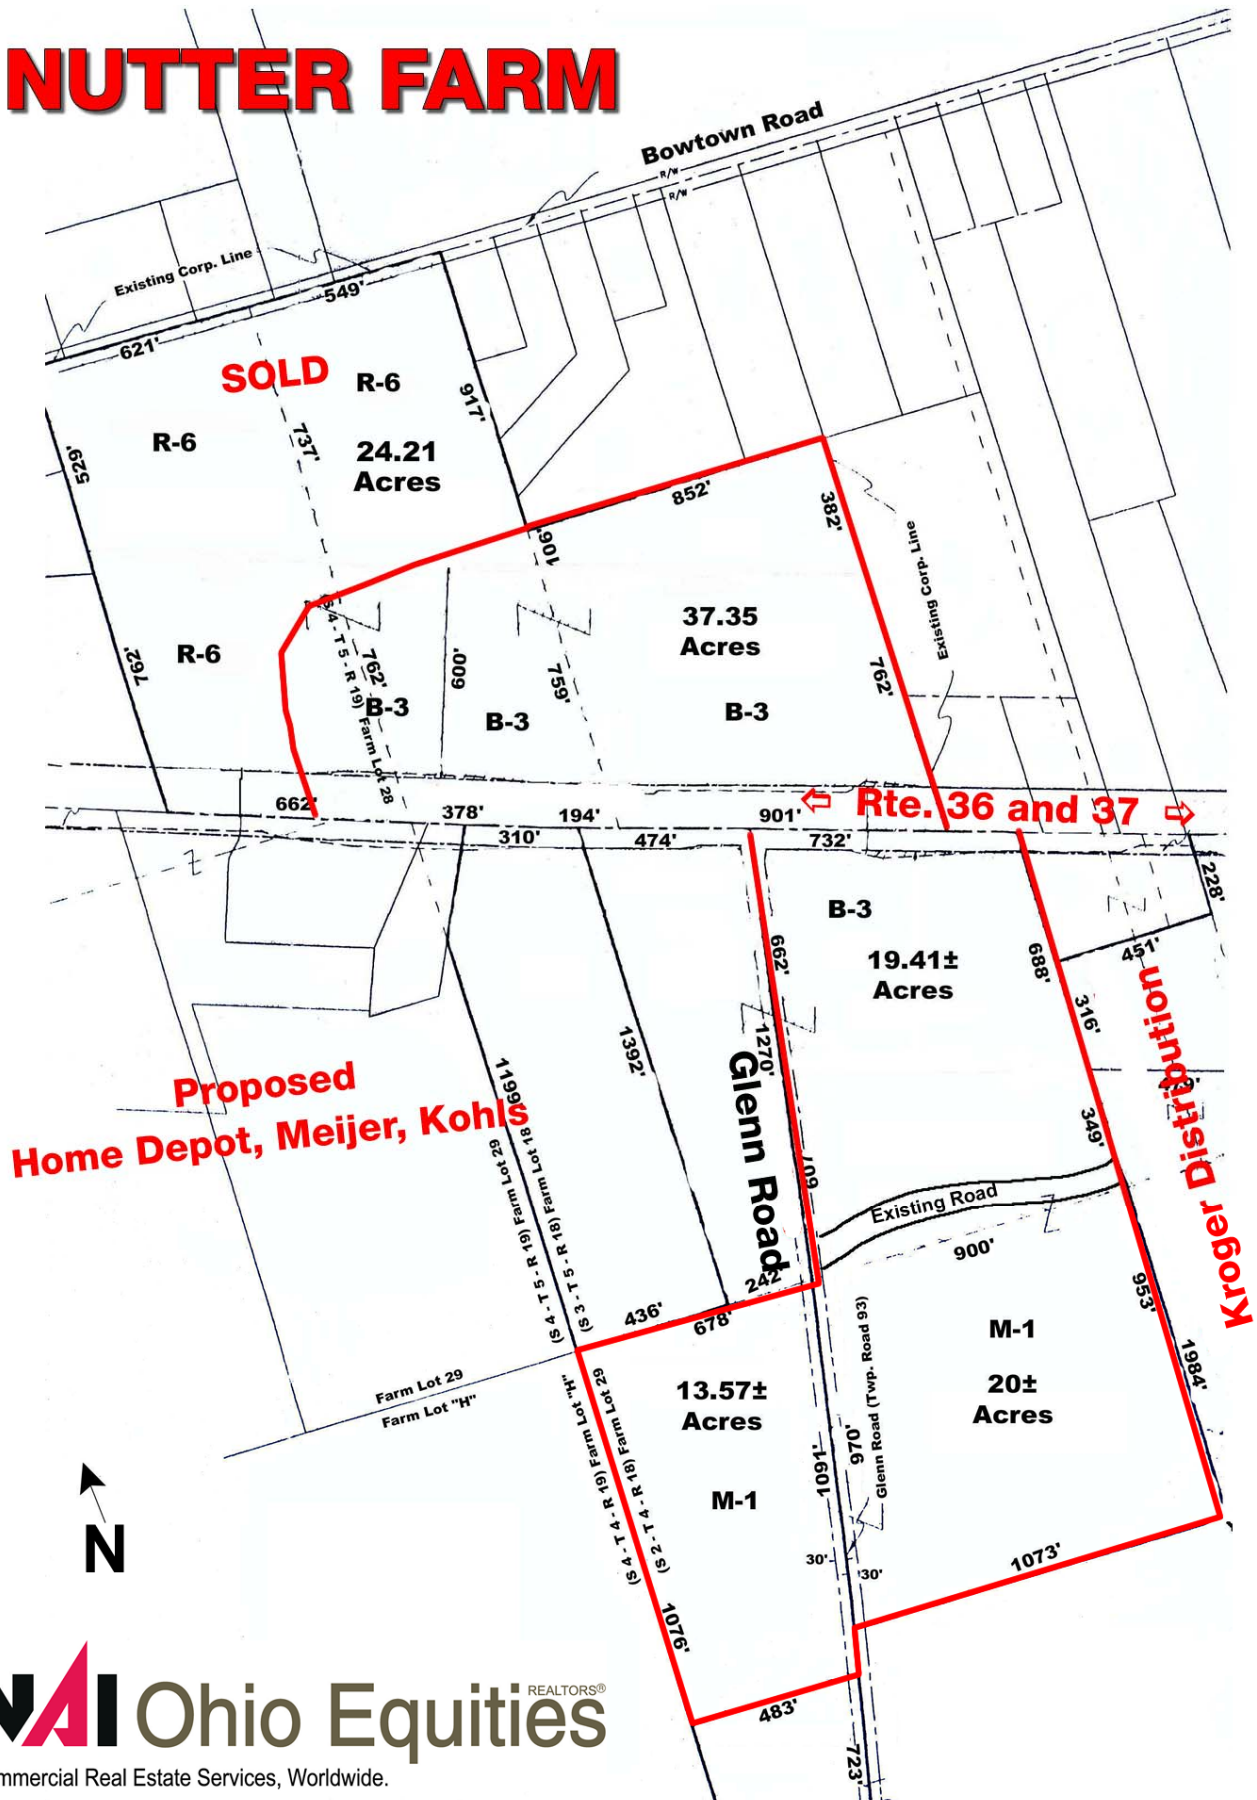 NUTTER FARM
Bowtown Road
R/W
R/W
Existing Corp. Line
549'
621'
SOLD
R-6
R-6
917'
737'
24.21
Acres
529'
852'
382'
106'
Existing Corp. Line
37.35
Acres
R-6
762'
762'
600'
759'
762'
B-3
B-3
B-3
Farm Lot 28
662'
378'
194'
901'
Rte. 36 and 37
310'
474'
732'
228'
B-3
662'
19.41±
Acres
688'
451'
316'
Kroger Distribution
1270'
1392'
Glenn Road
1199'
Proposed
Home Depot, Meijer, Kohls
349'
(S 4 - T 5 - R 19) Farm Lot 29
(S 3 - T 5 - R 18) Farm Lot 18
607'
Existing Road
900'
242'
436'
678'
953'
M-1
20±
Acres
1984'
Glenn Road (Twp. Road 93)
Farm Lot 29
Farm Lot "H"
13.57±
Acres
M-1
(S 4 - T 4 - R 19) Farm Lot "H"
(S 2 - T 4 - R 18) Farm Lot 29
1091'
970'
30'
30'
1073'
N
1076'
483'
723'
NAI Ohio Equities
REALTORS®
mmercial Real Estate Services, Worldwide.